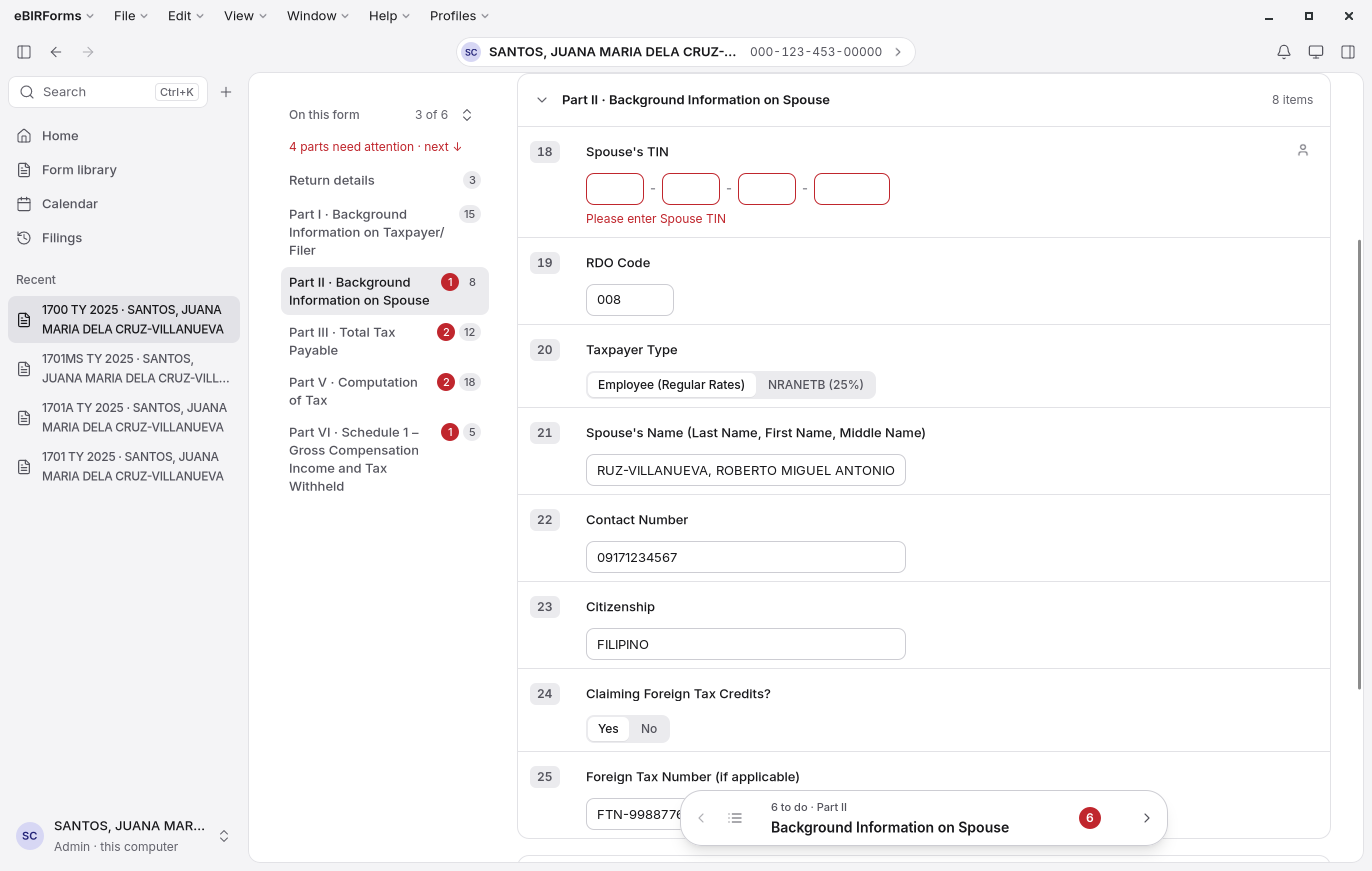 eBIRForms File Edit View Window Help Profiles
SC SANTOS, JUANA MARIA DELA CRUZ-... 000-123-453-00000
Search Ctrl+K
Home
Form library
Calendar
Filings
Recent
1700 TY 2025 · SANTOS, JUANA
MARIA DELA CRUZ-VILLANUEVA
1701MS TY 2025 · SANTOS,
JUANA MARIA DELA CRUZ-VILL...
1701A TY 2025 · SANTOS, JUANA
MARIA DELA CRUZ-VILLANUEVA
1701 TY 2025 · SANTOS, JUANA
MARIA DELA CRUZ-VILLANUEVA
SC SANTOS, JUANA MAR...
Admin · this computer
On this form 3 of 6
4 parts need attention · next ↓
Return details 3
Part I · Background 15
Information on Taxpayer/
Filer
Part II · Background 1 8
Information on Spouse
Part III · Total Tax 2 12
Payable
Part V · Computation 2 18
of Tax
Part VI · Schedule 1 – 1 5
Gross Compensation
Income and Tax
Withheld
Part II · Background Information on Spouse 8 items
18 Spouse's TIN
- - -
Please enter Spouse TIN
19 RDO Code
008
20 Taxpayer Type
Employee (Regular Rates) NRANETB (25%)
21 Spouse's Name (Last Name, First Name, Middle Name)
RUZ-VILLANUEVA, ROBERTO MIGUEL ANTONIO
22 Contact Number
09171234567
23 Citizenship
FILIPINO
24 Claiming Foreign Tax Credits?
Yes No
25 Foreign Tax Number (if applicable)
FTN-998877
6 to do · Part II
Background Information on Spouse 6